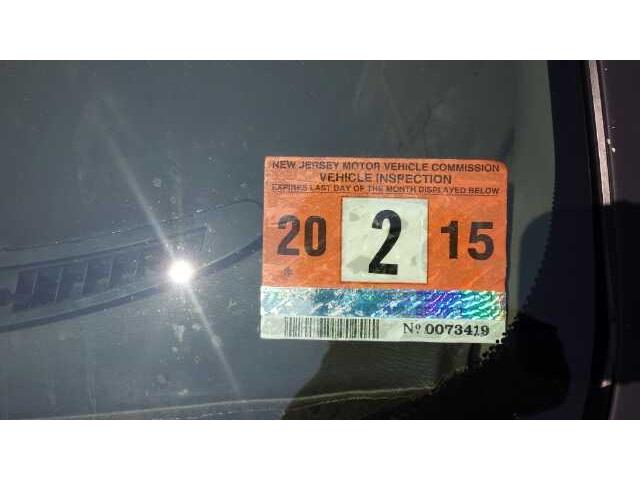 NEW JERSEY MOTOR VEHICLE COMMISSION
VEHICLE INSPECTION
EXPIRES LAST DAY OF THE MONTH DISPLAYED BELOW
20 2 15
Nº 0073419